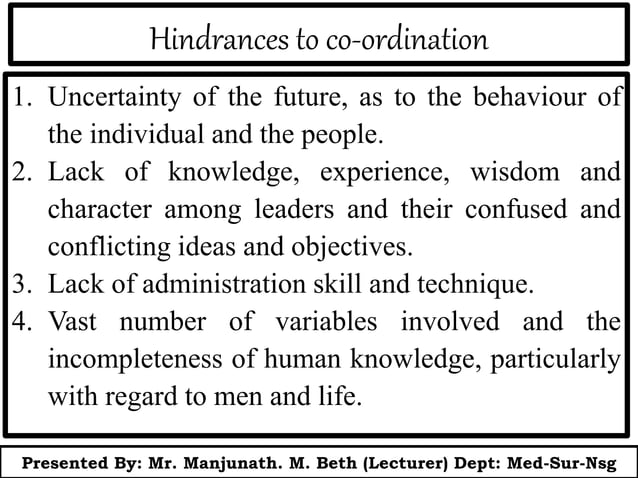 Hindrances to co-ordination
1. Uncertainty of the future, as to the behaviour of
the individual and the people.
2. Lack of knowledge, experience, wisdom and
character among leaders and their confused and
conflicting ideas and objectives.
3. Lack of administration skill and technique.
4. Vast number of variables involved and the
incompleteness of human knowledge, particularly
with regard to men and life.
Presented By: Mr. Manjunath. M. Beth (Lecturer) Dept: Med-Sur-Nsg